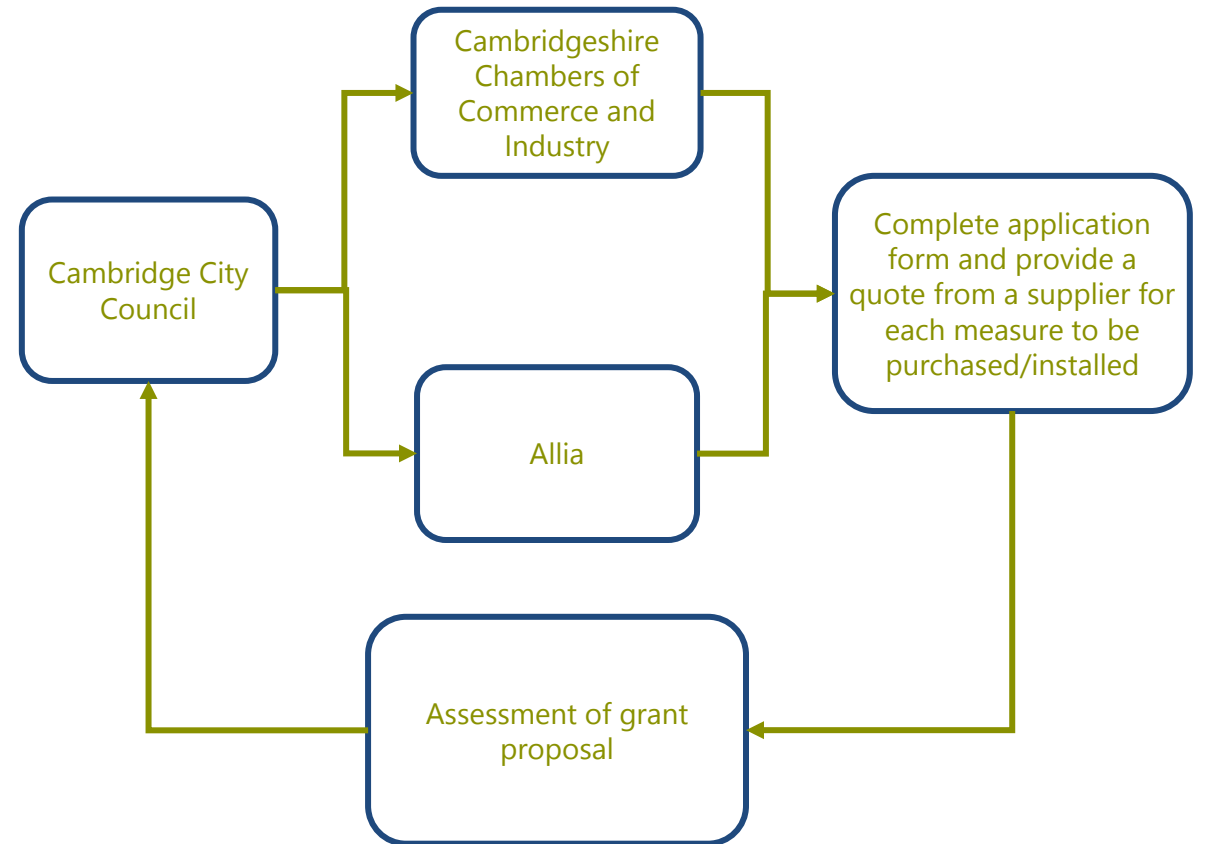 Cambridgeshire
Chambers of
Commerce and
Industry
Cambridge City
Council
Complete application
form and provide a
quote from a supplier for
each measure to be
purchased/installed
Allia
Assessment of grant
proposal